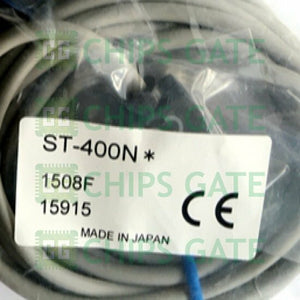 CHIPS GATE
ST-400N *
1508F
15915
CE
MADE IN JAPAN
CHIPS GATE
CHIPS GATE